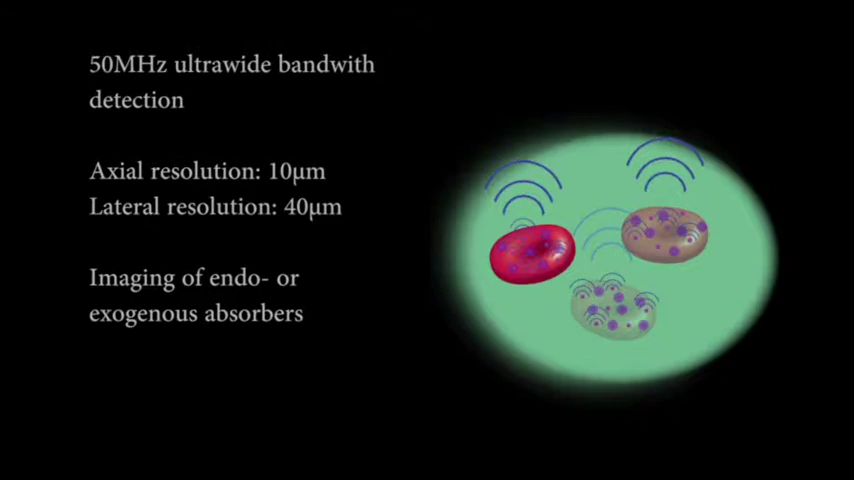 50MHz ultrawide bandwith
detection
Axial resolution: 10µm
Lateral resolution: 40µm
Imaging of endo- or
exogenous absorbers